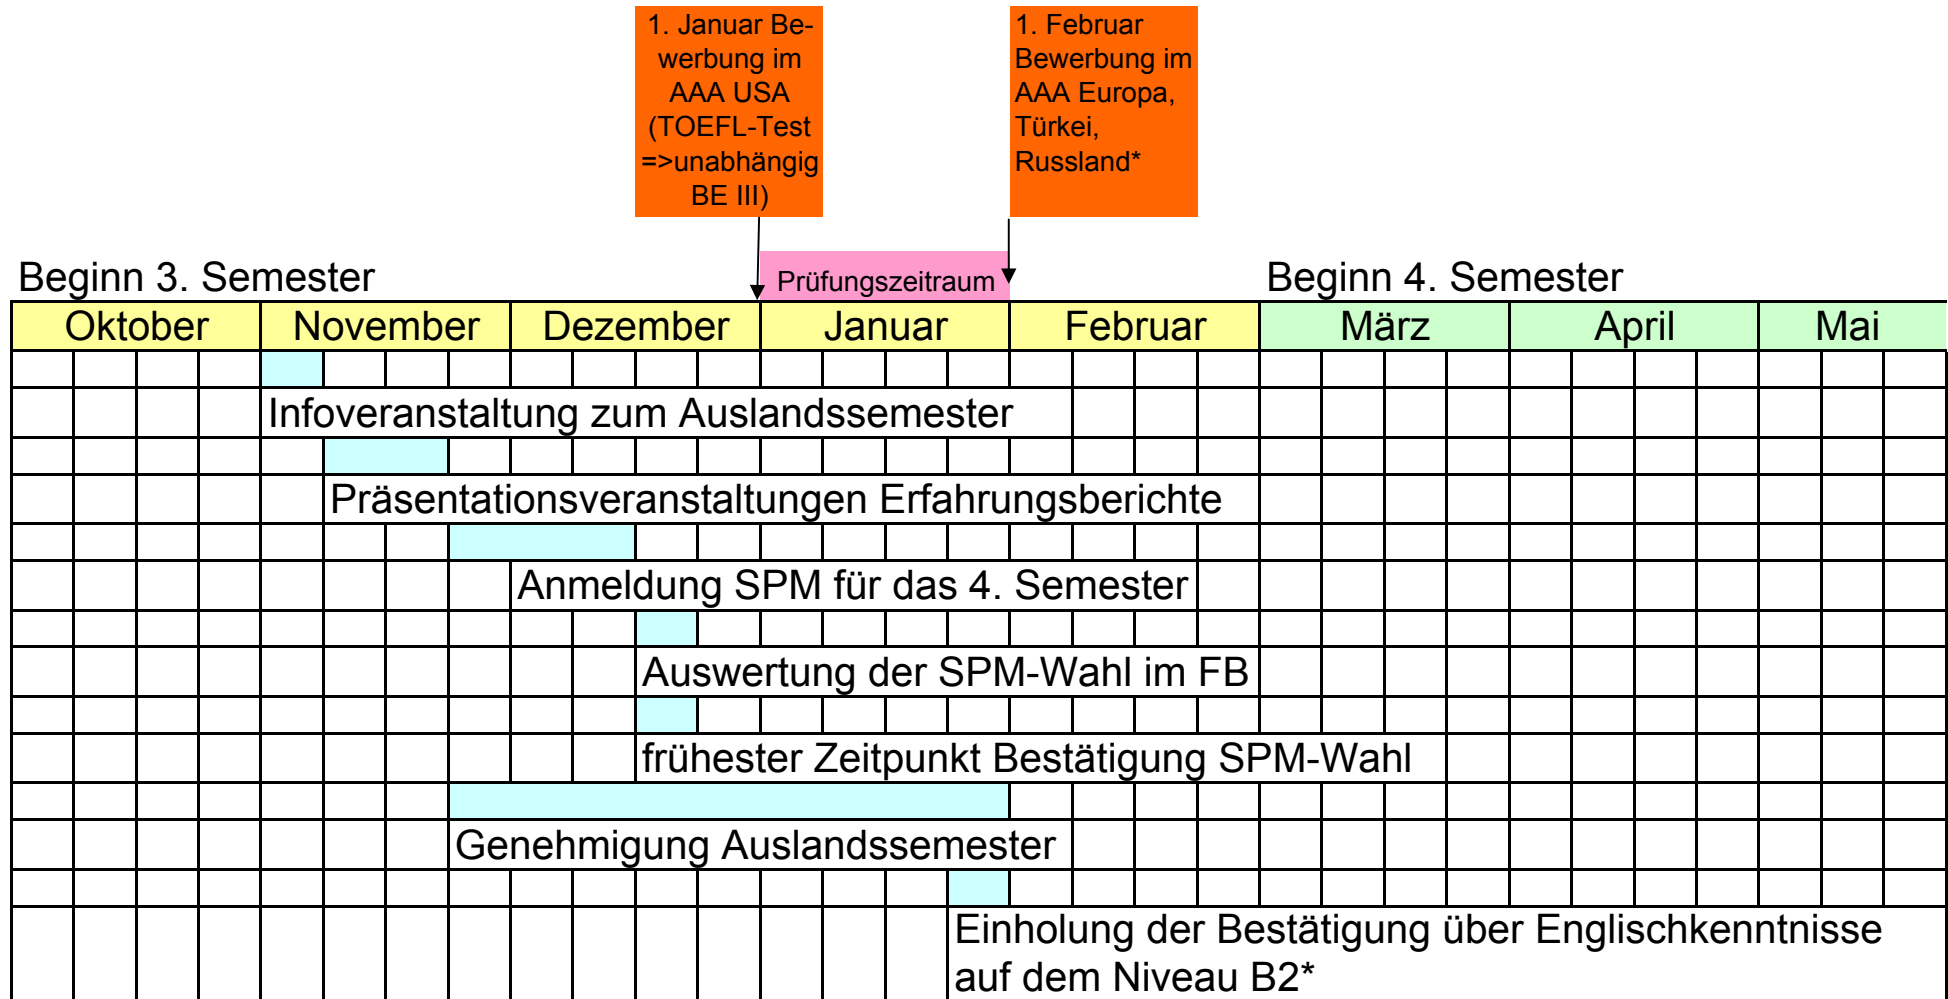 1. Januar Be-
werbung im
AAA USA
(TOEFL-Test
=>unabhängig
BE III)
1. Februar
Bewerbung im
AAA Europa,
Türkei,
Russland*
Beginn 3. Semester
Prüfungszeitraum
Beginn 4. Semester
Oktober November Dezember Januar Februar März April Mai
Infoveranstaltung zum Auslandssemester
Präsentationsveranstaltungen Erfahrungsberichte
Anmeldung SPM für das 4. Semester
Auswertung der SPM-Wahl im FB
frühester Zeitpunkt Bestätigung SPM-Wahl
Genehmigung Auslandssemester
Einholung der Bestätigung über Englischkenntnisse
auf dem Niveau B2*